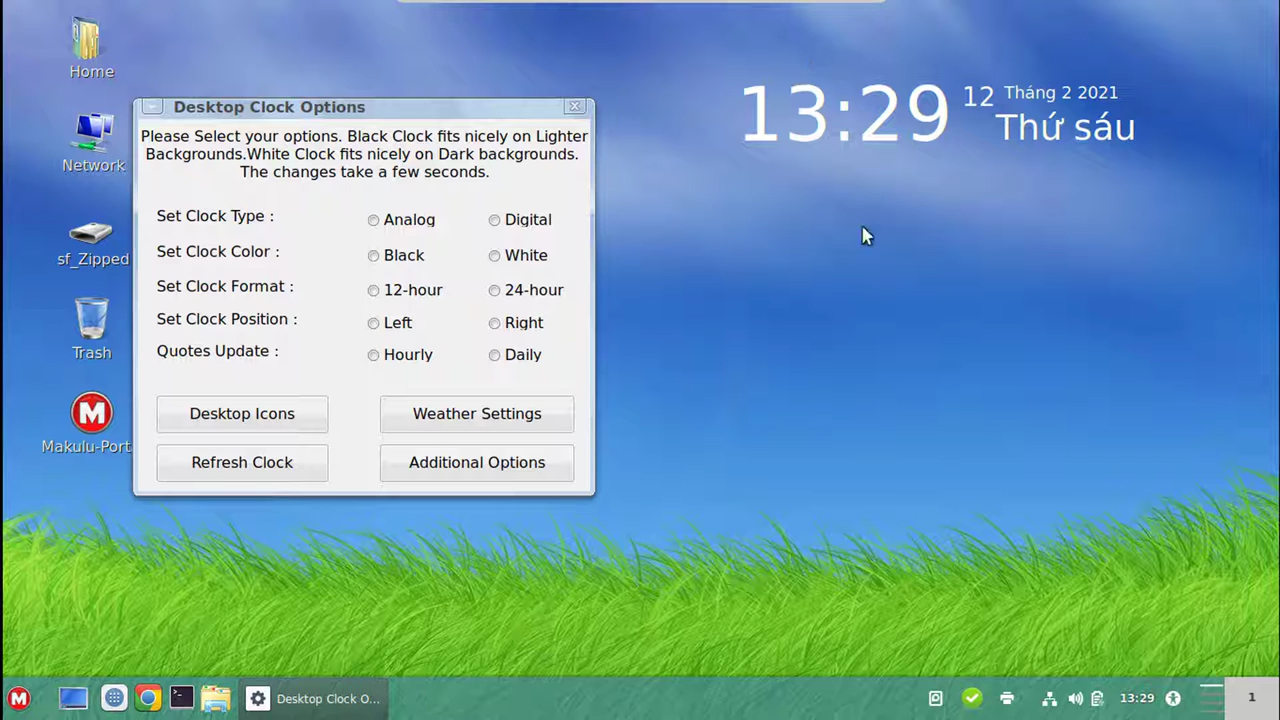 Home
Network
sf_Zipped
Trash
Makulu-Port
13:29
12
Tháng 2 2021
Thứ sáu
Desktop Clock Options
Please Select your options. Black Clock fits nicely on Lighter
Backgrounds.White Clock fits nicely on Dark backgrounds.
The changes take a few seconds.
Set Clock Type :
Analog
Digital
Set Clock Color :
Black
White
Set Clock Format :
12-hour
24-hour
Set Clock Position :
Left
Right
Quotes Update :
Hourly
Daily
Desktop Icons
Weather Settings
Refresh Clock
Additional Options
M
M
Desktop Clock O...
13:29
1